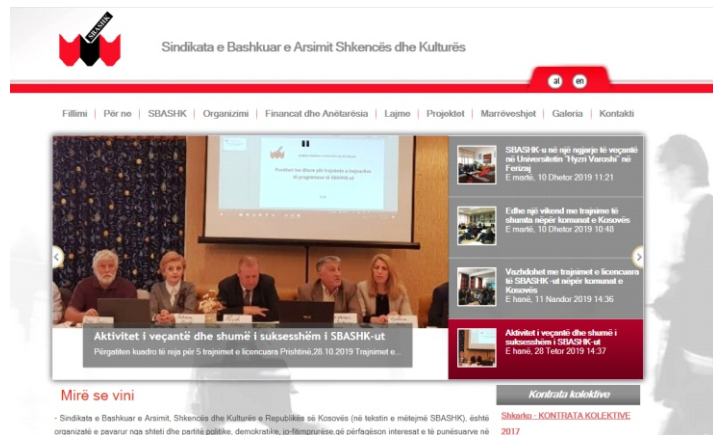 SBASHK
Sindikata e Bashkuar e Arsimit Shkencës dhe Kulturës
al en
Fillimi | Për ne | SBASHK | Organizimi | Financat dhe Anëtarësia | Lajme | Projektet | Marrëveshjet | Galeria | Kontakti
SBASHK-u në një ngjarje të veçantë
në Universitetin "Hyzri Varoshi" në
Ferizaj
E martë, 10 Dhetor 2019 11:21
Edhe një vikend me trajnime të
shumta nëpër komunat e Kosovës
E martë, 10 Dhetor 2019 10:48
Vazhdohet me trajnimet e licencuara
të SBASHK-ut nëpër komunat e
Kosovës
E hanë, 11 Nandor 2019 14:36
Aktivitet i veçantë dhe shumë i
suksesshëm i SBASHK-ut
E hanë, 28 Tetor 2019 14:37
Aktivitet i veçantë dhe shumë i suksesshëm i SBASHK-ut
Përgatiten kuadro të reja për 5 trajnimet e licencuara Prishtinë,28.10.2019 Trajnimet e...
Mirë se vini
- Sindikata e Bashkuar e Arsimit, Shkencës dhe Kulturës e Republikës së Kosovës (në tekstin e mëtejmë SBASHK), është
organizatë e pavarur nga shteti dhe partitë politike, demokratike, jo-fitimprurëse,që përfaqëson interesat e të punësuarve në
Kontrata kolektive
Shkarko - KONTRATA KOLEKTIVE
2017